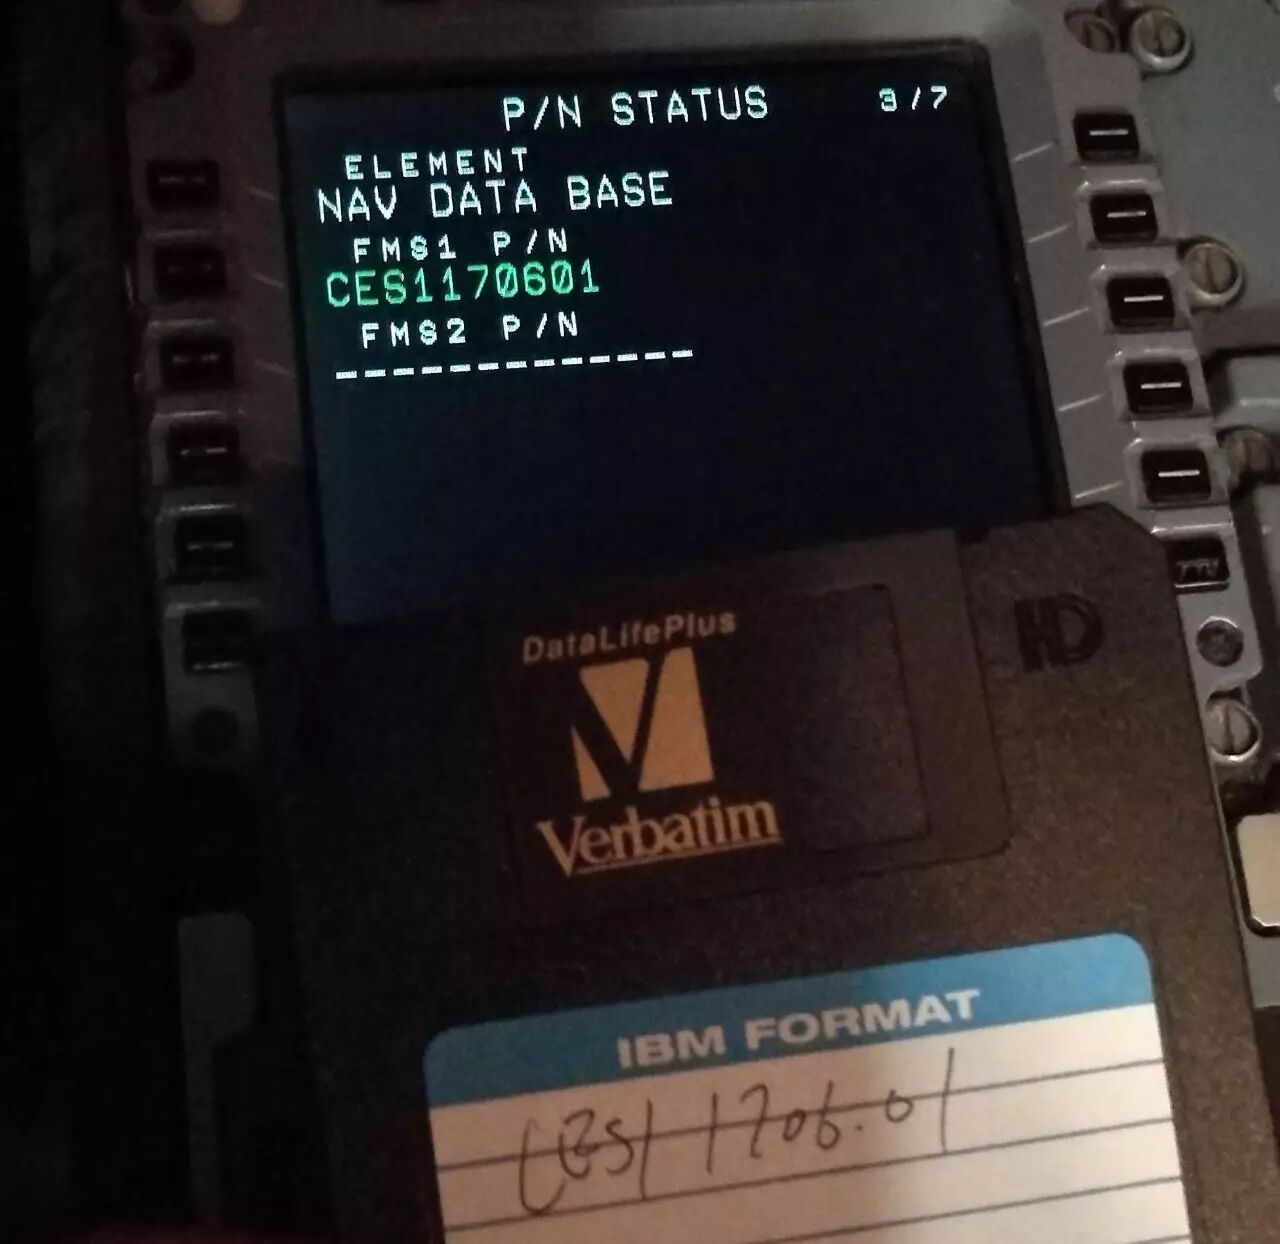 P/N STATUS 3/7
ELEMENT
NAV DATA BASE
FMS1 P/N
CES1170601
FMS2 P/N
------------­-
HD
DataLifePlus
Verbatim
IBM FORMAT
CES1 1706.01